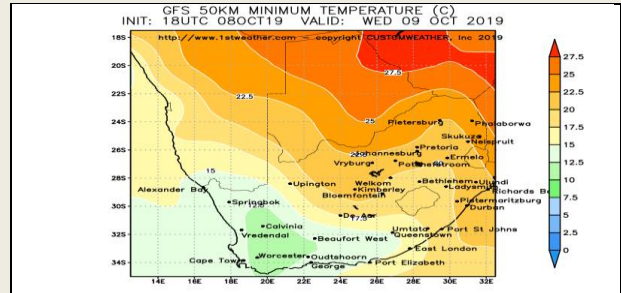 GFS 50KM MINIMUM TEMPERATURE (C)
INIT: 18UTC 08OCT19 VALID: WED 09 OCT 2019
http://www.1stweather.com copyright CUSTOMWEATHER, Inc 2019
18S
20S
22S
24S
26S
28S
30S
32S
34S
14E 16E 18E 20E 22E 24E 26E 28E 30E 32E
27.5
25
22.5
20
17.5
15
12.5
10
7.5
5
2.5
0
27.5
22.5
25
15
17.5
Pietersburg
Phalaborwa
Skukuza
Nelspruit
Johannesburg
Pretoria
Vryburg
Ermelo
Upington
Welkom
Kimberley
Bethlehem
Ulundi
Ladysmith
Bloemfontein
Alexander Bay
Springbok
Pietermaritzburg
Durban
De Aar
Calvinia
Vredendal
Beaufort West
Umtata
Queenstown
Port St Johns
East London
Cape Town
Worcester
Oudtshoorn
George
Port Elizabeth